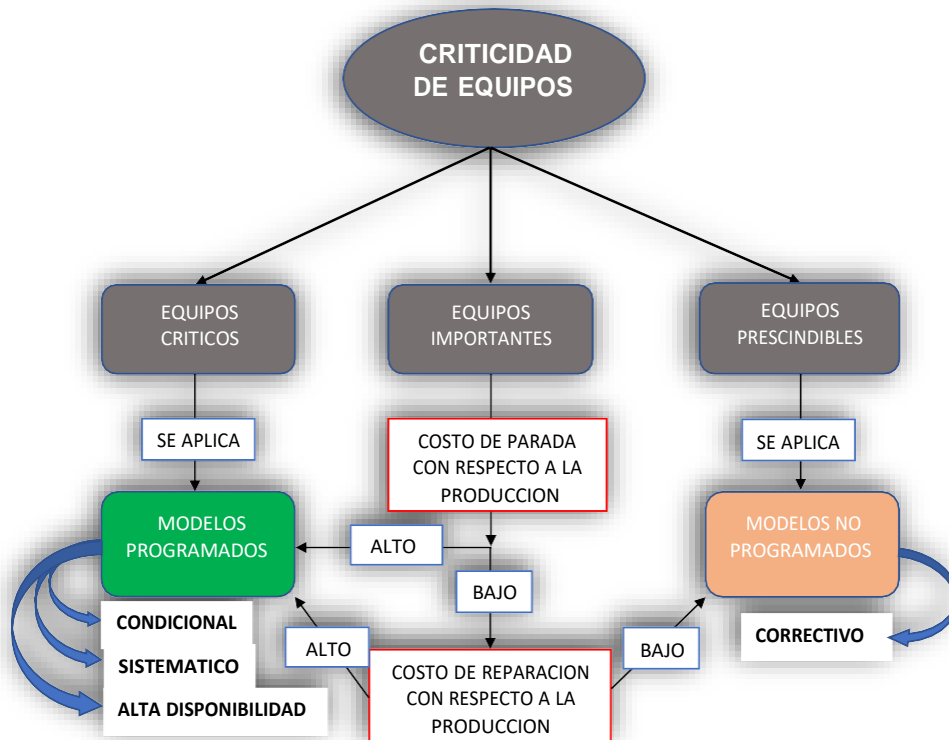 CRITICIDAD
DE EQUIPOS
EQUIPOS
CRITICOS
EQUIPOS
IMPORTANTES
EQUIPOS
PRESCINDIBLES
SE APLICA
COSTO DE PARADA
CON RESPECTO A LA
PRODUCCION
SE APLICA
MODELOS
PROGRAMADOS
ALTO
BAJO
MODELOS NO
PROGRAMADOS
CONDICIONAL
SISTEMATICO
ALTA DISPONIBILIDAD
ALTO
COSTO DE REPARACION
CON RESPECTO A LA
PRODUCCION
BAJO
CORRECTIVO